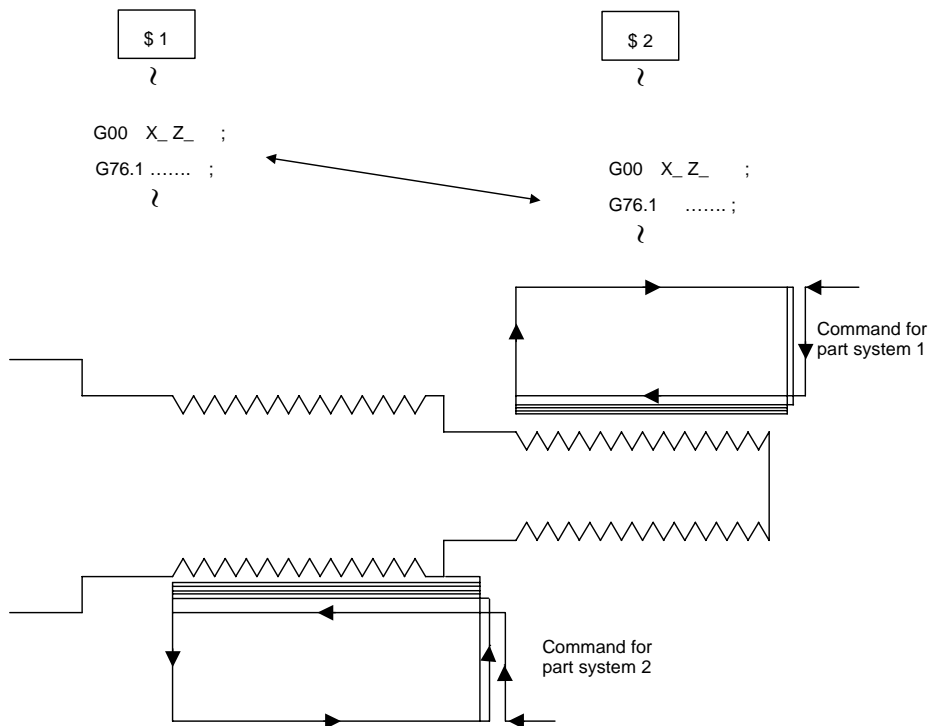 $ 1
G00 X_ Z_ ;
G76.1 ....... ;
$ 2
G00 X_ Z_ ;
G76.1 ....... ;
Command for
part system 1
Command for
part system 2